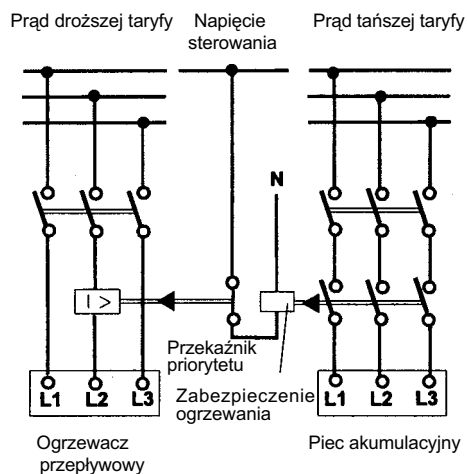 Prąd droższej taryfy
Napięcie
sterowania
Prąd tańszej taryfy
N
I >
Przekaźnik
priorytetu
Zabezpieczenie
ogrzewania
L1 L2 L3
L1 L2 L3
Ogrzewacz
przepływowy
Piec akumulacyjny